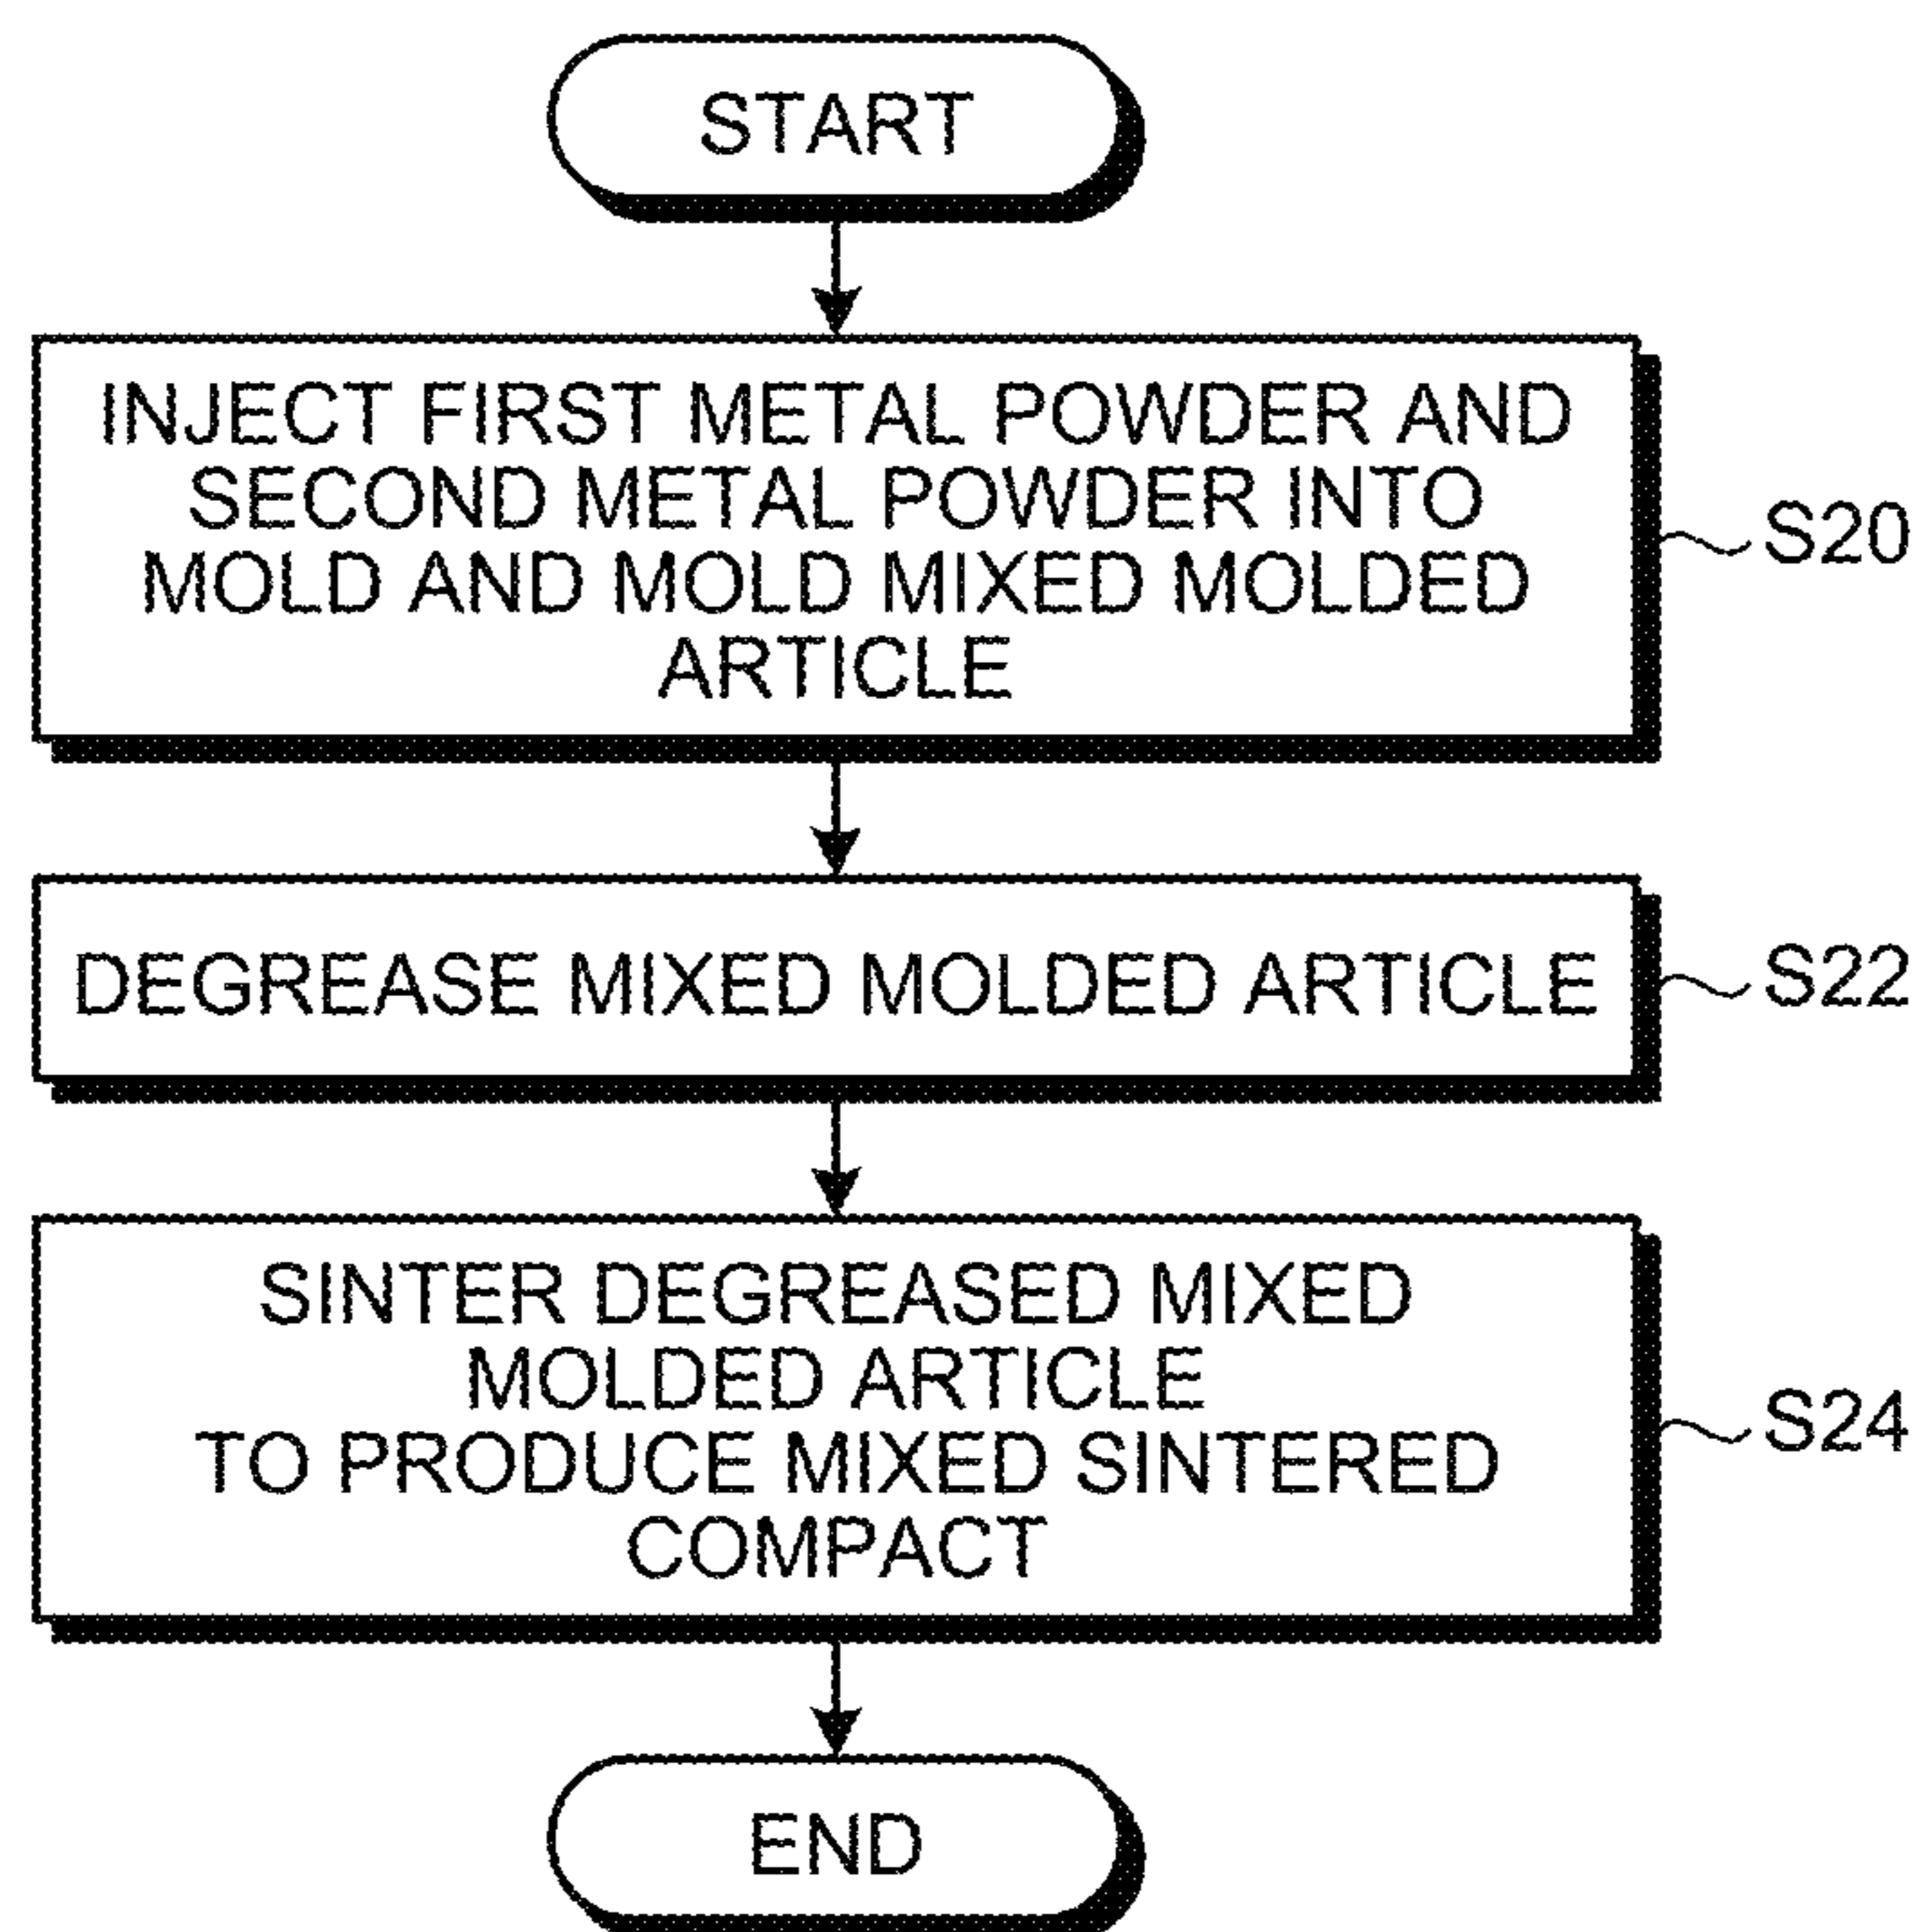 START
INJECT FIRST METAL POWDER AND
SECOND METAL POWDER INTO
MOLD AND MOLD MIXED MOLDED
ARTICLE
S20
DEGREASE MIXED MOLDED ARTICLE
S22
SINTER DEGREASED MIXED
MOLDED ARTICLE
TO PRODUCE MIXED SINTERED
COMPACT
S24
END